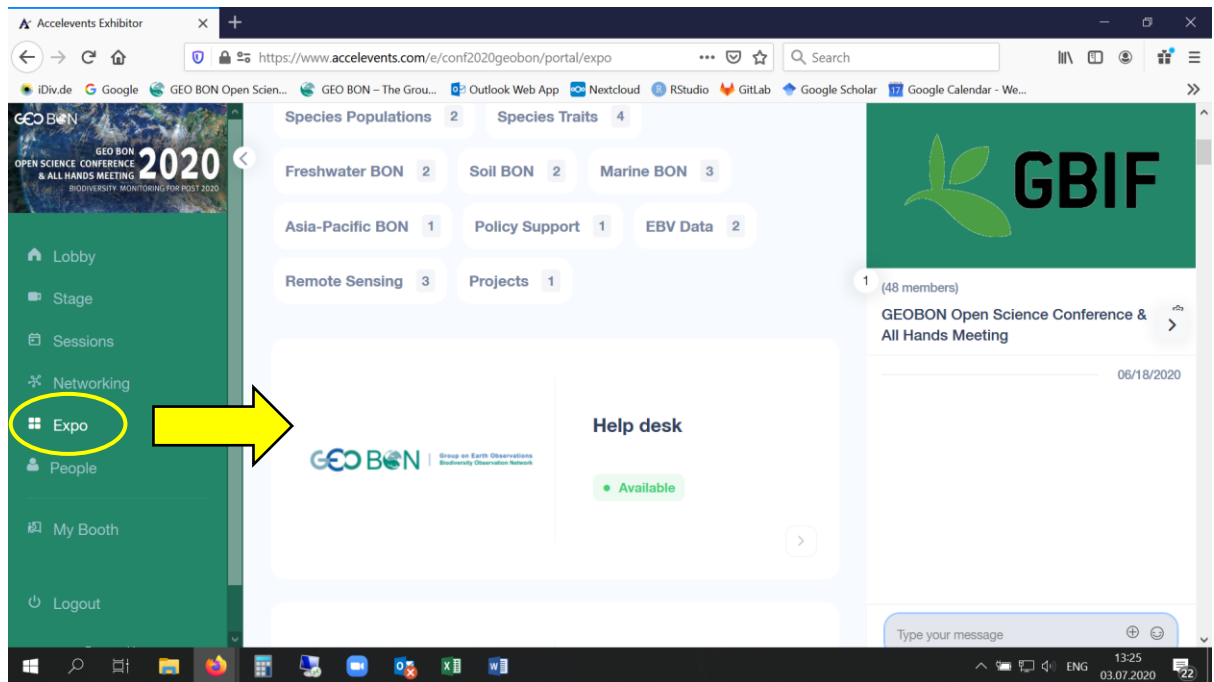 Accelevents Exhibitor
https://www.accelevents.com/e/conf2020geobon/portal/expo
Search
iDiv.de
Google
GEO BON Open Scien...
GEO BON – The Grou...
Outlook Web App
Nextcloud
RStudio
GitLab
Google Scholar
17 Google Calendar - We...
GEO BON
GEO BON
OPEN SCIENCE CONFERENCE
& ALL HANDS MEETING
2020
BIODIVERSITY MONITORING FOR POST 2020
Lobby
Stage
Sessions
Networking
Expo
People
My Booth
Logout
Species Populations 2
Species Traits 4
Freshwater BON 2
Soil BON 2
Marine BON 3
Asia-Pacific BON 1
Policy Support 1
EBV Data 2
Remote Sensing 3
Projects 1
GEO BON
Group on Earth Observations
Biodiversity Observation Network
Help desk
Available
GBIF
1
(48 members)
GEOBON Open Science Conference &
All Hands Meeting
06/18/2020
Type your message
ENG
13:25
03.07.2020
22